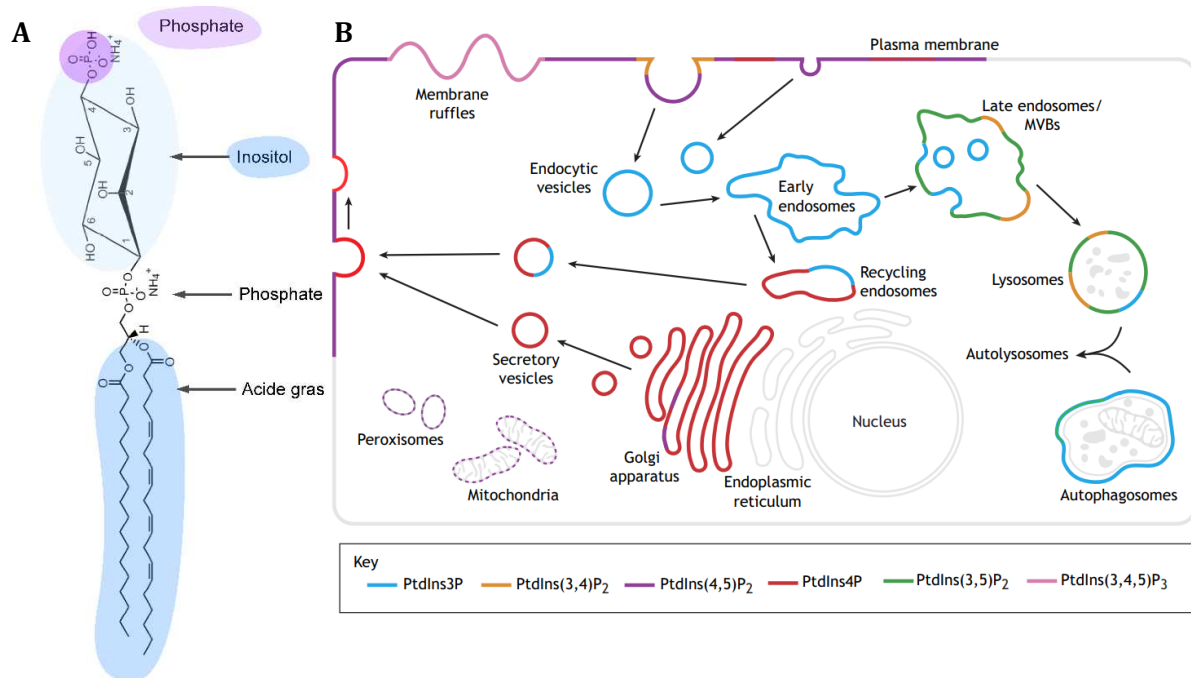 A
Phosphate
OH
O
P
O⁻
NH₄⁺
O
4
OH
3
OH
5
OH
2
Inositol
6
HO
1
O
O
P
O⁻
NH₄⁺
O
Phosphate
H
O
O
O
O
Acide gras
B
Plasma membrane
Membrane
ruffles
Late endosomes/
MVBs
Endocytic
vesicles
Early
endosomes
Recycling
endosomes
Lysosomes
Secretory
vesicles
Autolysosomes
Peroxisomes
Mitochondria
Golgi
apparatus
Endoplasmic
reticulum
Nucleus
Autophagosomes
Key
PtdIns3P PtdIns(3,4)P₂ PtdIns(4,5)P₂ PtdIns4P PtdIns(3,5)P₂ PtdIns(3,4,5)P₃